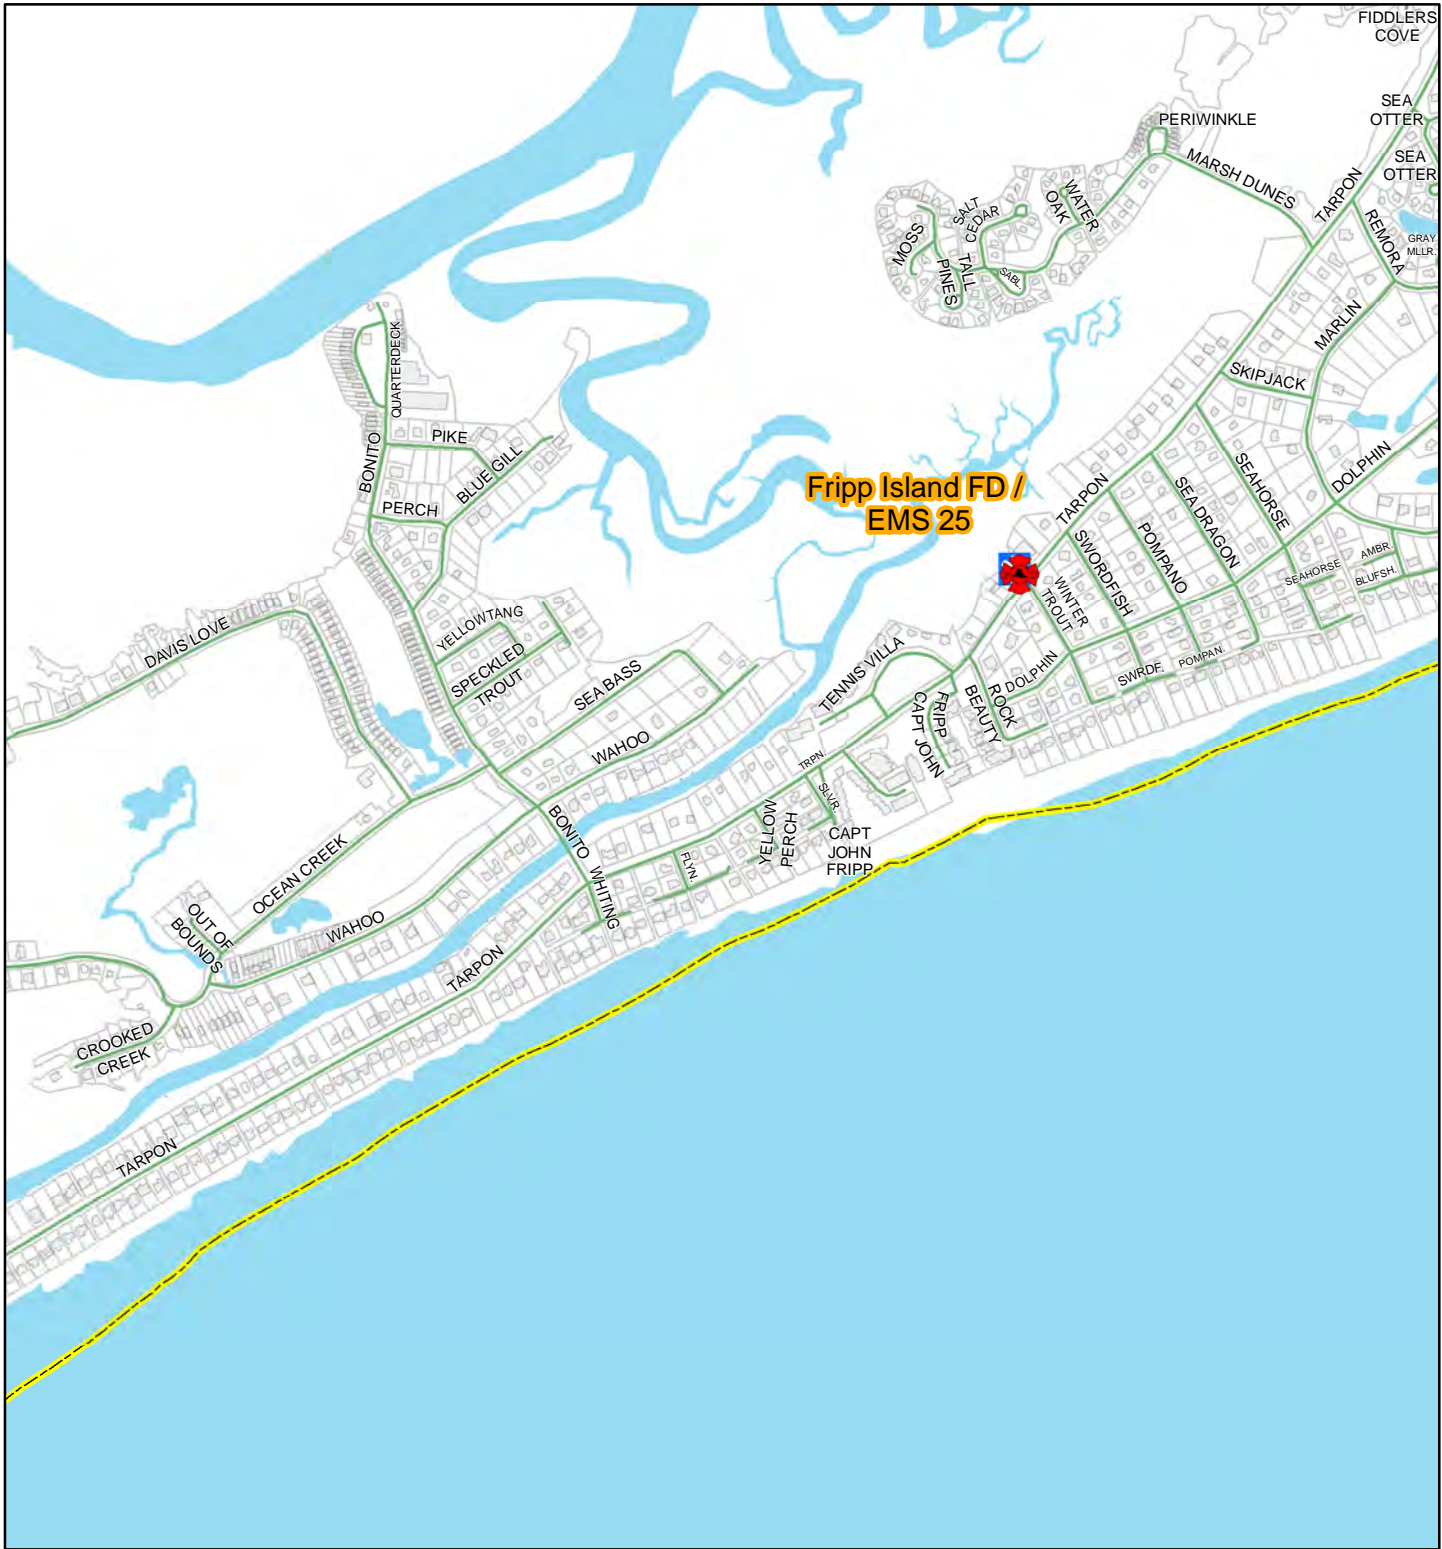 FIDDLERS
COVE
SEA
OTTER
PERIWINKLE
MARSH DUNES
SEA
OTTER
TARPON
REMORA
GRAY
MLLR.
WATER
OAK
SALT
CEDAR
MOSS
TALL
PINES
SABL.
MARLIN
SKIPJACK
QUARTERDECK
BONITO
PIKE
BLUE GILL
PERCH
DOLPHIN
SEAHORSE
SEA DRAGON
POMPANO
TARPON
SWORDFISH
Fripp Island FD /
EMS 25
WINTER
TROUT
SEAHORSE
AMBR.
BLUFSH.
YELLOWTANG
SPECKLED
TROUT
DAVIS LOVE
SEA BASS
TENNIS VILLA
DOLPHIN
SWRDF.
POMPAN.
ROCK
BEAUTY
FRIPP
CAPT JOHN
WAHOO
TRPN.
SLVR.
YELLOW
PERCH
CAPT
JOHN
FRIPP
BONITO
FLYN.
WHITING
OCEAN CREEK
OUT OF
BOUNDS
WAHOO
TARPON
CROOKED
CREEK
TARPON